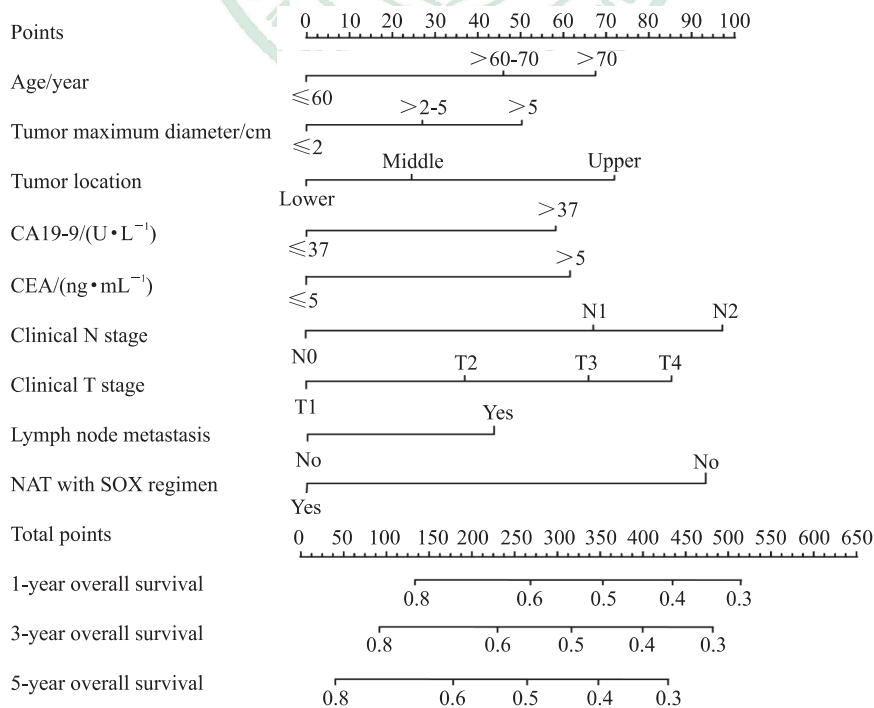 Points 0 10 20 30 40 50 60 70 80 90 100
Age/year ≤60 >60-70 >70
Tumor maximum diameter/cm ≤2 >2-5 >5
Tumor location Lower Middle Upper
CA19-9/(U•L⁻¹) ≤37 >37
CEA/(ng•mL⁻¹) ≤5 >5
Clinical N stage N0 N1 N2
Clinical T stage T1 T2 T3 T4
Lymph node metastasis No Yes
NAT with SOX regimen Yes No
Total points 0 50 100 150 200 250 300 350 400 450 500 550 600 650
1-year overall survival 0.8 0.6 0.5 0.4 0.3
3-year overall survival 0.8 0.6 0.5 0.4 0.3
5-year overall survival 0.8 0.6 0.5 0.4 0.3